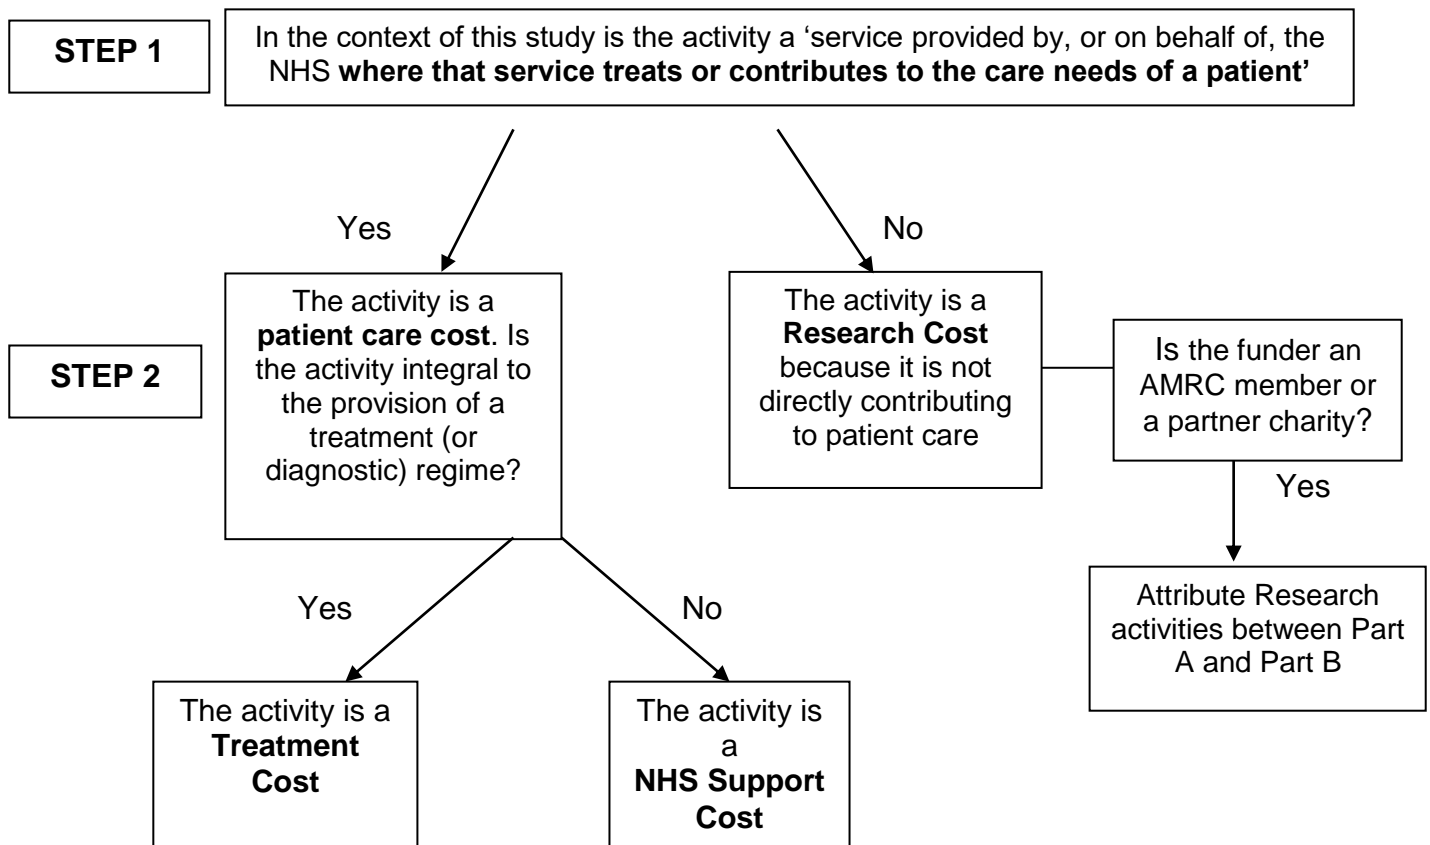 STEP 1
In the context of this study is the activity a ‘service provided by, or on behalf of, the
NHS where that service treats or contributes to the care needs of a patient’
Yes
No
STEP 2
The activity is a
patient care cost. Is
the activity integral to
the provision of a
treatment (or
diagnostic) regime?
The activity is a
Research Cost
because it is not
directly contributing
to patient care
Is the funder an
AMRC member or
a partner charity?
Yes
Attribute Research
activities between Part
A and Part B
Yes
No
The activity is a
Treatment
Cost
The activity is
a
NHS Support
Cost